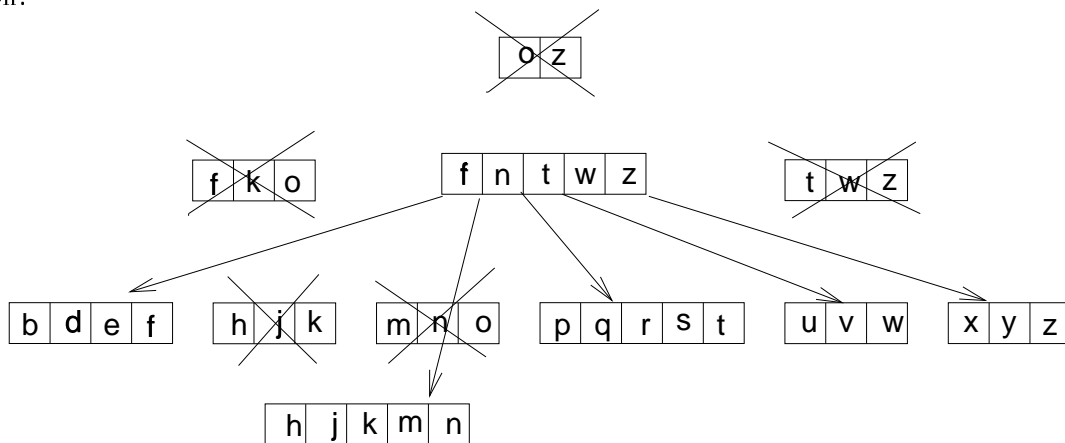 o z
f k o f n t w z t w z
b d e f h j k m n o p q r s t u v w x y z
h j k m n